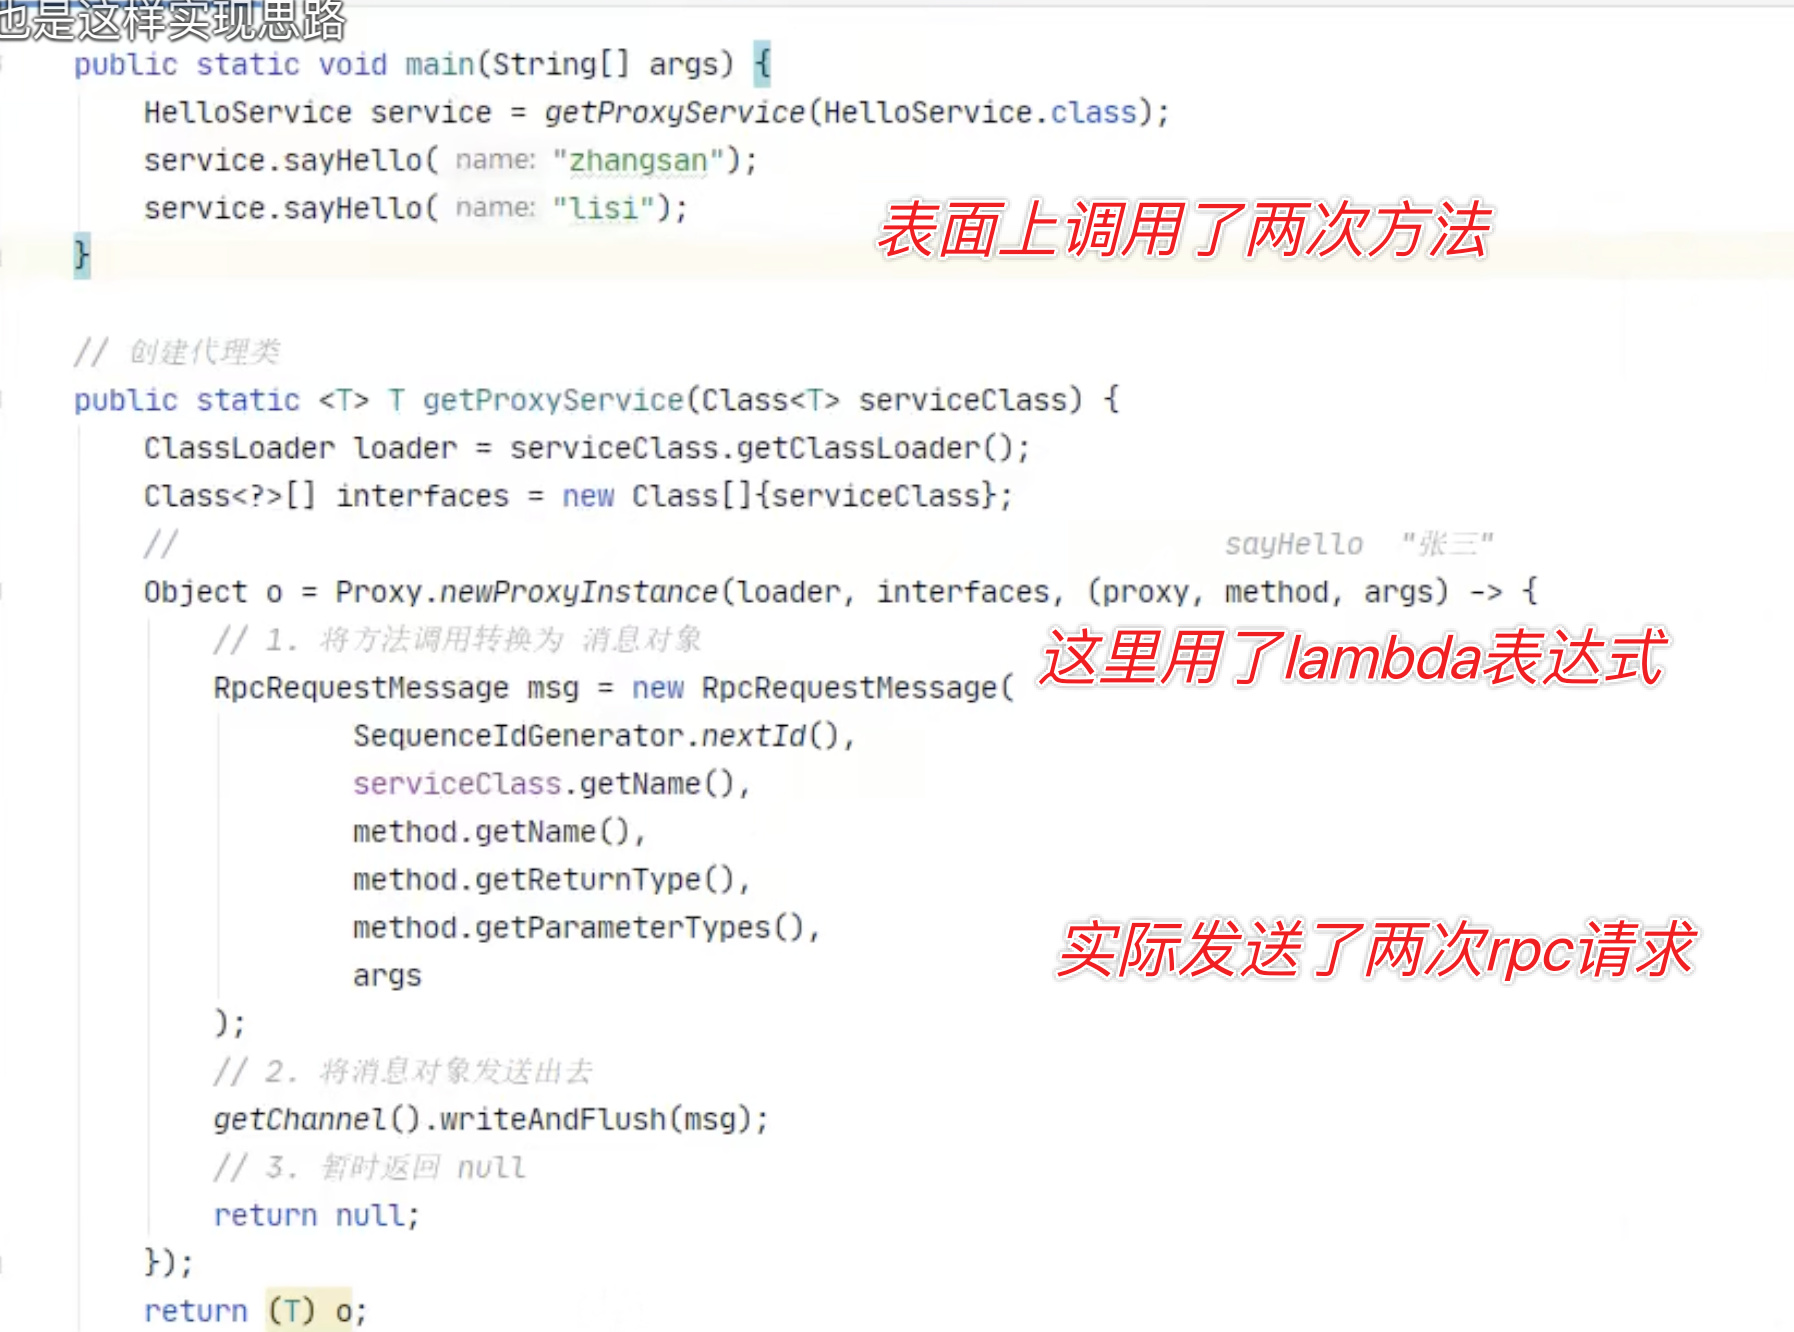 也是这样实现思路
public static void main(String[] args) {
HelloService service = getProxyService(HelloService.class);
service.sayHello( name: "zhangsan");
service.sayHello( name: "lisi");
表面上调用了两次方法
}
// 创建代理类
public static <T> T getProxyService(Class<T> serviceClass) {
ClassLoader loader = serviceClass.getClassLoader();
Class<?>[] interfaces = new Class[]{serviceClass};
// sayHello "张三"
Object o = Proxy.newProxyInstance(loader, interfaces, (proxy, method, args) -> {
// 1. 将方法调用转换为 消息对象
这里用了lambda表达式
RpcRequestMessage msg = new RpcRequestMessage(
SequenceIdGenerator.nextId(),
serviceClass.getName(),
method.getName(),
method.getReturnType(),
method.getParameterTypes(),
实际发送了两次rpc请求
args
);
// 2. 将消息对象发送出去
getChannel().writeAndFlush(msg);
// 3. 暂时返回 null
return null;
});
return (T) o;